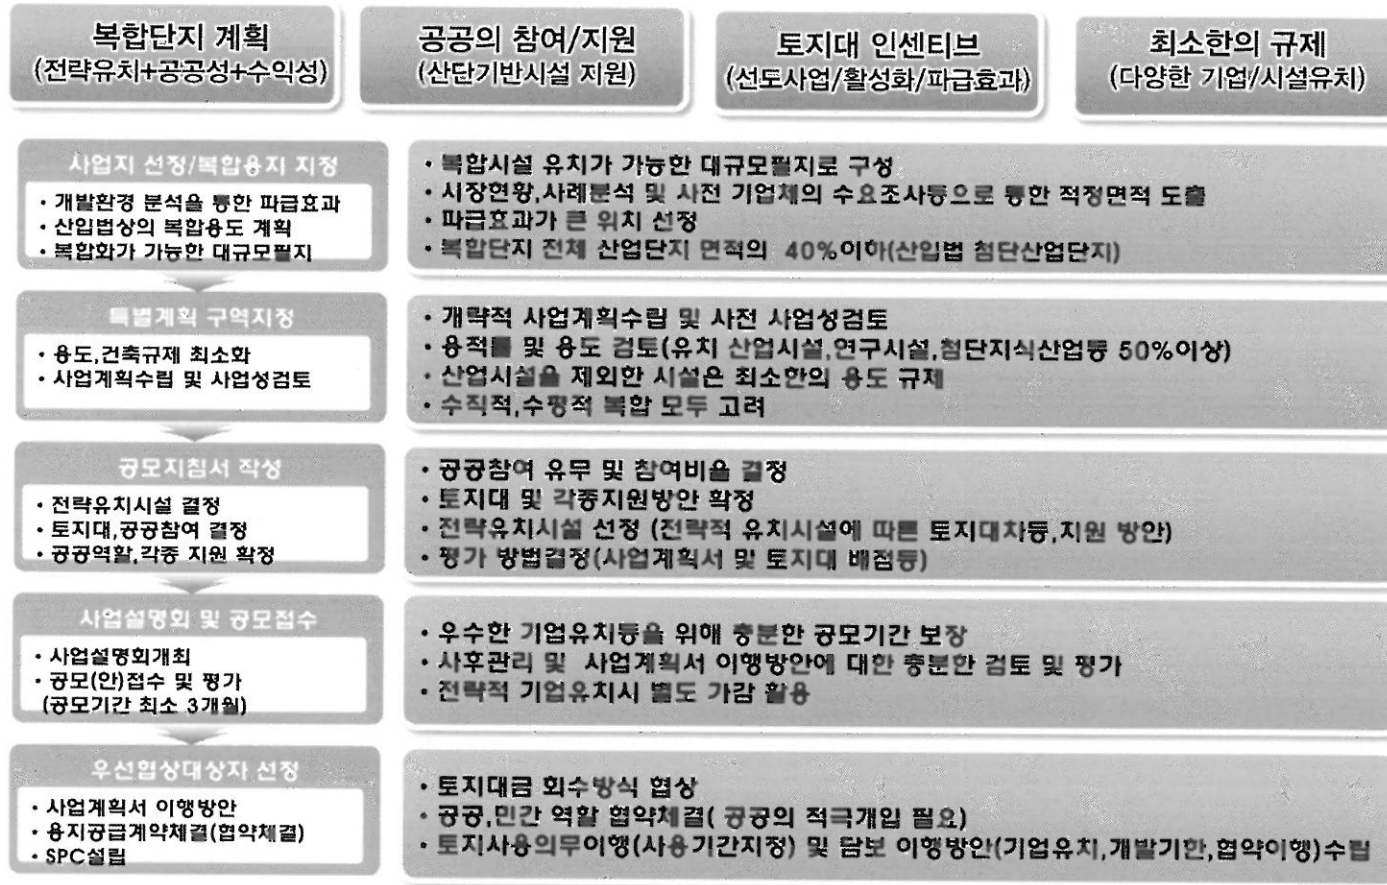 복합단지 계획
(전략유치+공공성+수익성)
공공의 참여/지원
(산단기반시설 지원)
토지대 인센티브
(선도사업/활성화/파급효과)
최소한의 규제
(다양한 기업/시설유치)
사업지 선정/복합용지 지정
• 개발환경 분석을 통한 파급효과
• 산입법상의 복합용도 계획
• 복합화가 가능한 대규모필지
• 복합시설 유치가 가능한 대규모필지로 구성
• 시장현황,사례분석 및 사전 기업체의 수요조사등으로 통한 적정면적 도출
• 파급효과가 큰 위치 선정
• 복합단지 전체 산업단지 면적의 40%이하(산입법 첨단산업단지)
특별계획 구역지정
• 용도,건축규제 최소화
• 사업계획수립 및 사업성검토
• 개략적 사업계획수립 및 사전 사업성검토
• 용적률 및 용도 검토(유치 산업시설,연구시설,첨단지식산업등 50%이상)
• 산업시설을 제외한 시설은 최소한의 용도 규제
• 수직적,수평적 복합 모두 고려
공모지침서 작성
• 전략유치시설 결정
• 토지대,공공참여 결정
• 공공역할,각종 지원 확정
• 공공참여 유무 및 참여비율 결정
• 토지대 및 각종지원방안 확정
• 전략유치시설 선정 (전략적 유치시설에 따른 토지대차등,지원 방안)
• 평가 방법결정(사업계획서 및 토지대 배점등)
사업설명회 및 공모접수
• 사업설명회개최
• 공모(안)접수 및 평가
(공모기간 최소 3개월)
• 우수한 기업유치등을 위해 충분한 공모기간 보장
• 사후관리 및 사업계획서 이행방안에 대한 충분한 검토 및 평가
• 전략적 기업유치시 별도 가감 활용
우선협상대상자 선정
• 사업계획서 이행방안
• 용지공급계약체결(협약체결)
• SPC설립
• 토지대금 회수방식 협상
• 공공,민간 역할 협약체결( 공공의 적극개입 필요)
• 토지사용의무이행(사용기간지정) 및 담보 이행방안(기업유치,개발기한,협약이행)수립